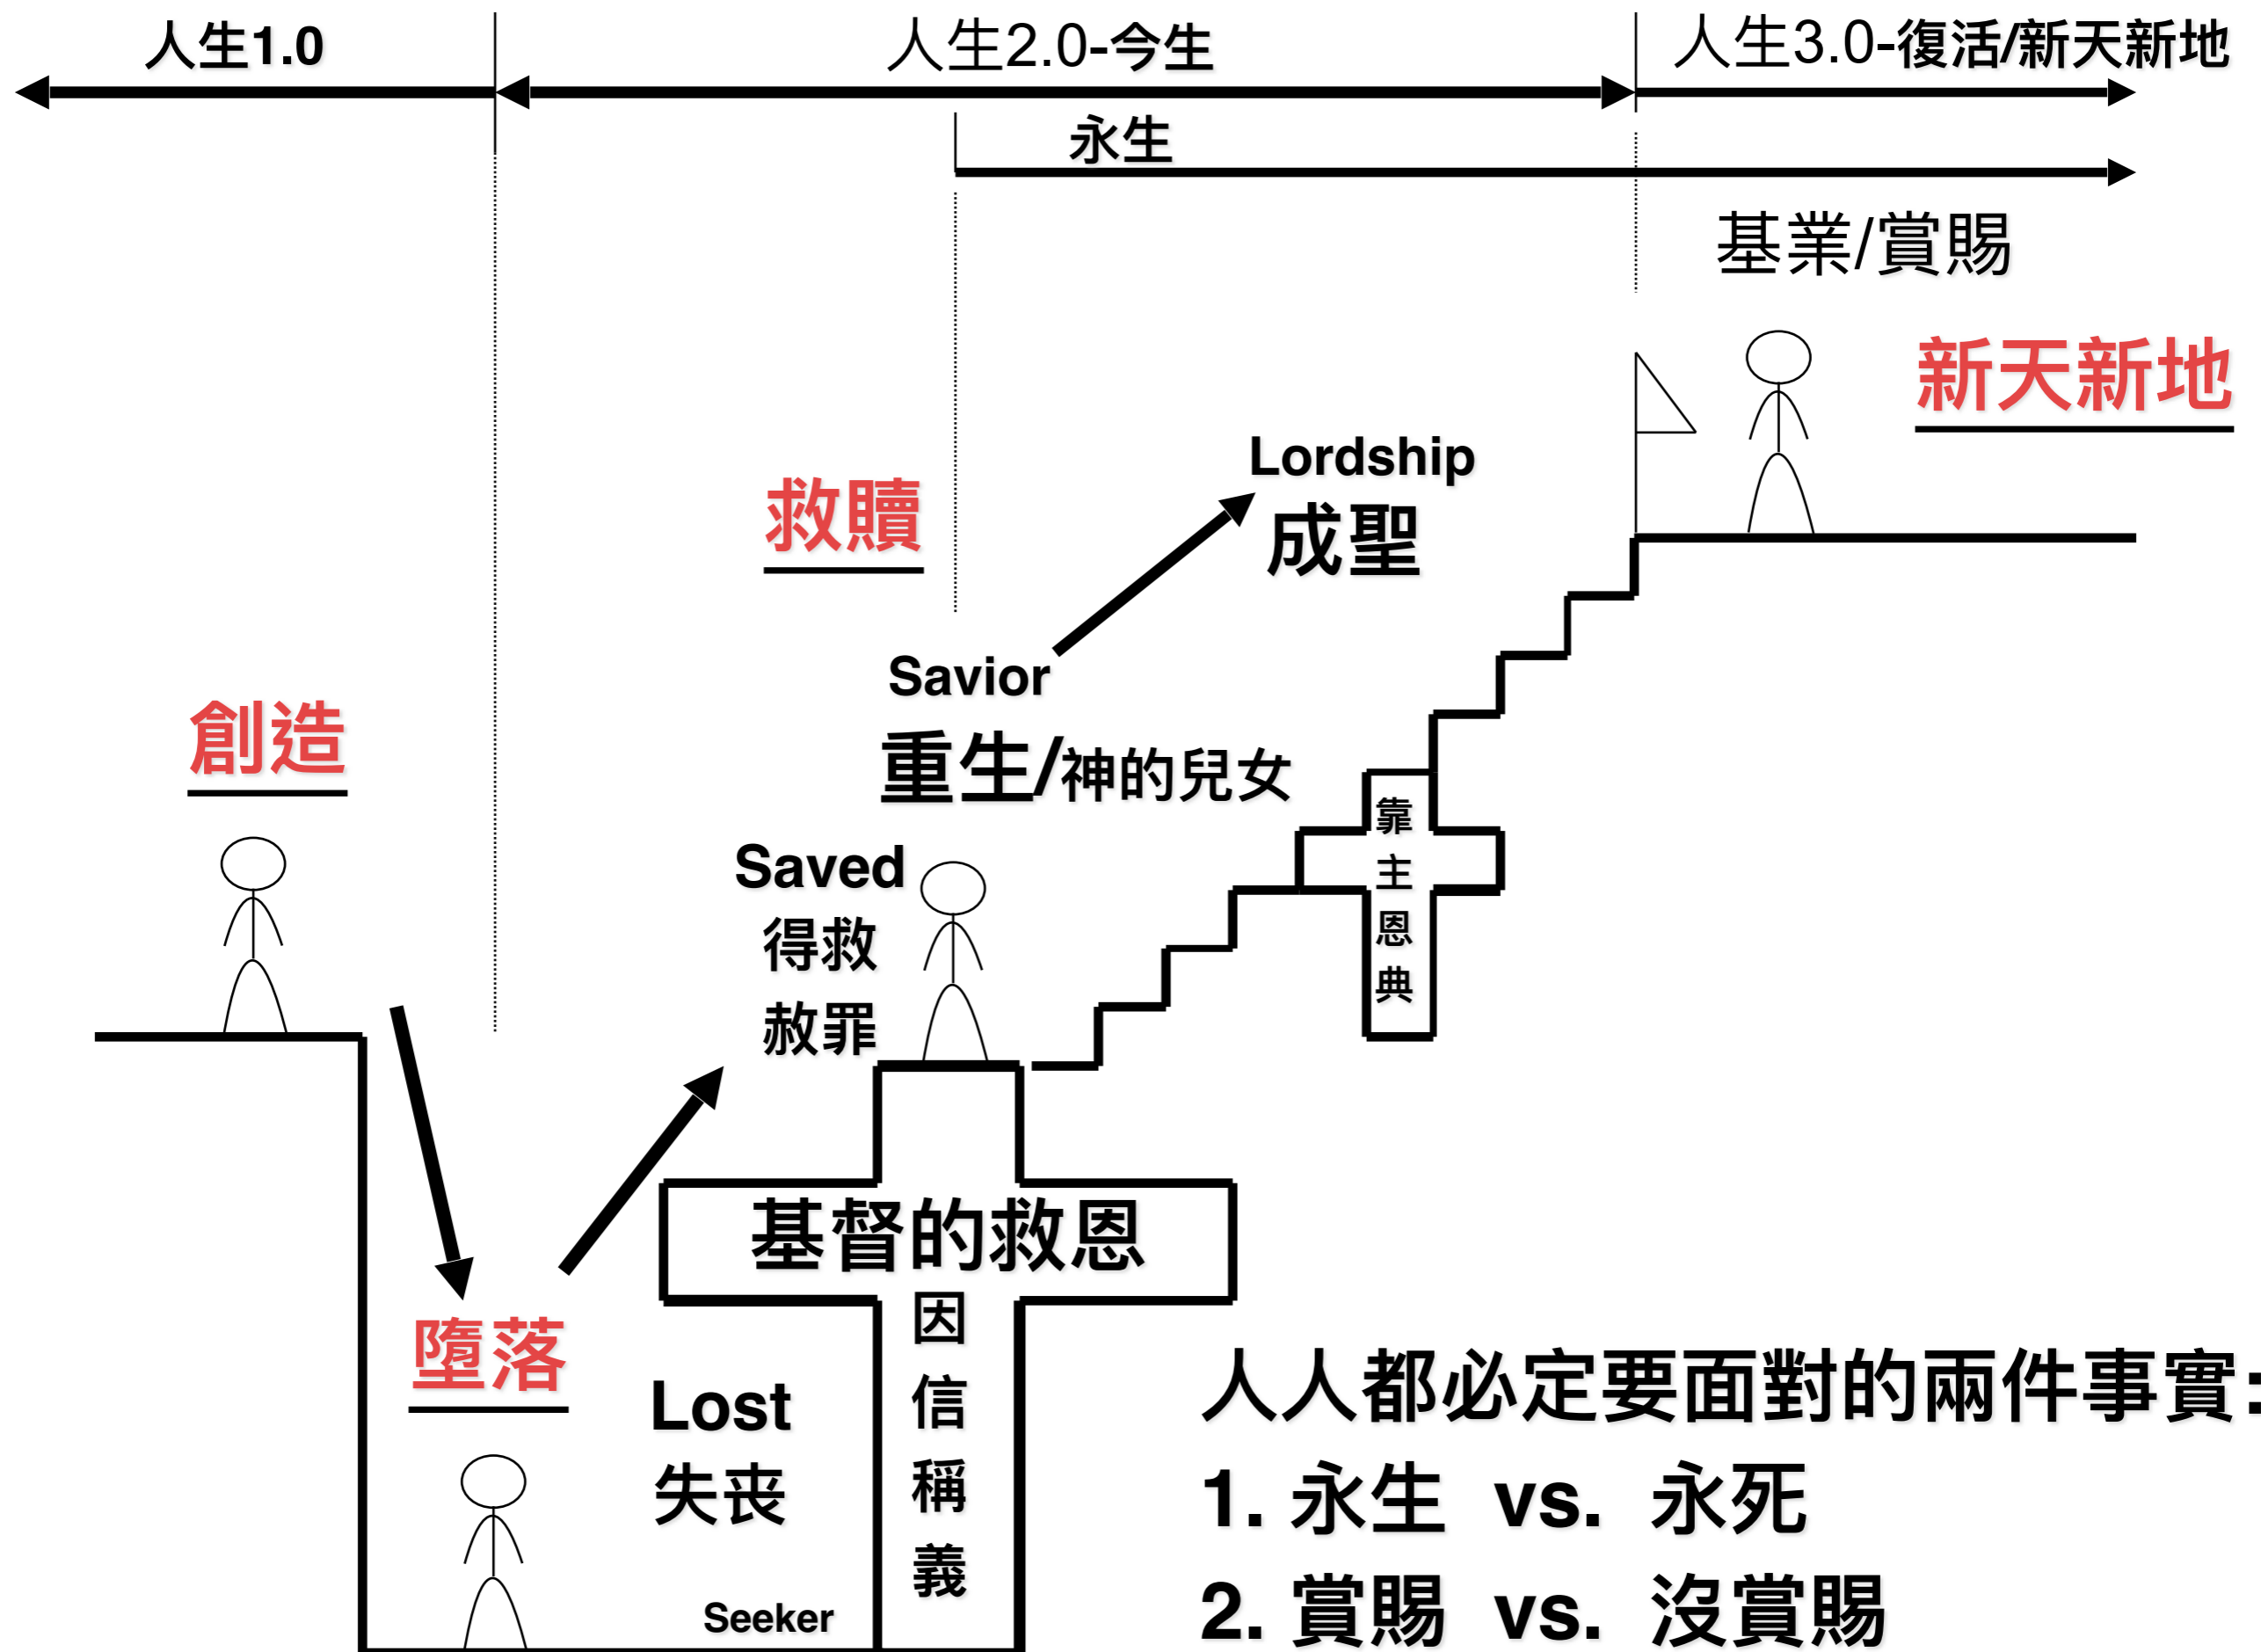 人生1.0
人生2.0-今生
人生3.0-復活/新天新地
永生
基業/賞賜
新天新地
Lordship
成聖
救贖
Savior
重生/神的兒女
創造
Saved
得救
赦罪
靠主恩典
基督的救恩
因信稱義
墮落
Lost
失丧
Seeker
人人都必定要面對的兩件事實:
1. 永生 vs. 永死
2. 賞賜 vs. 沒賞賜